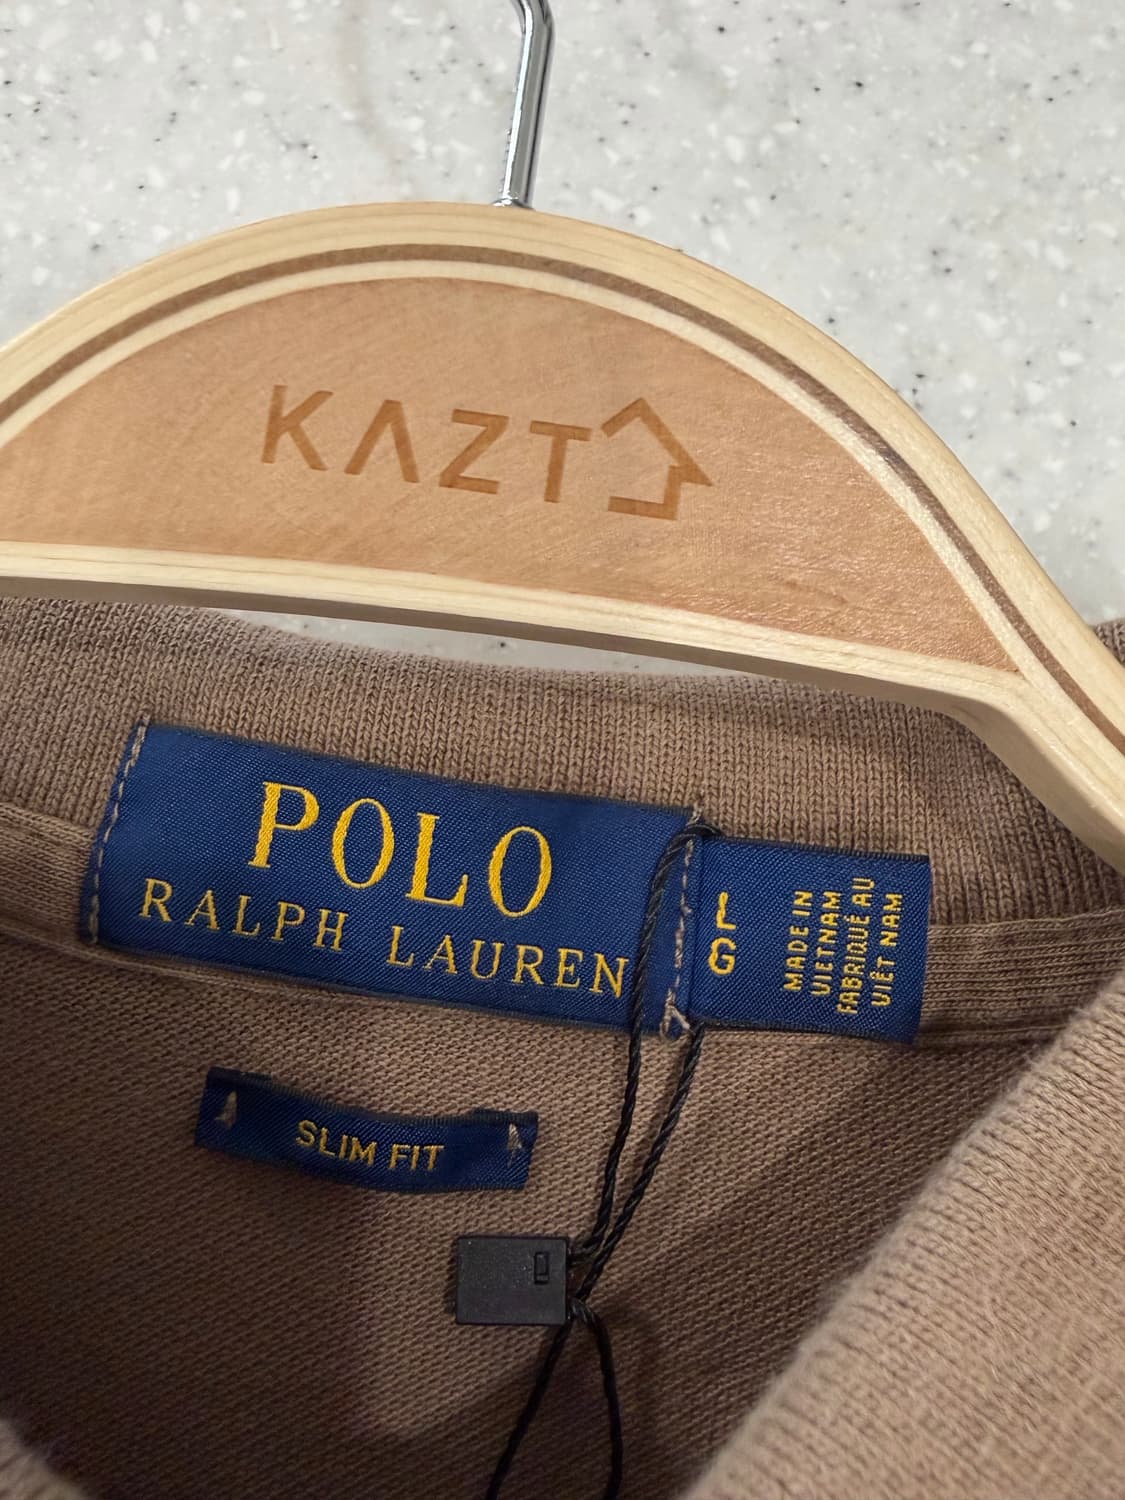 KAZT
POLO
RALPH LAUREN
L
G
MADE IN
VIETNAM
FABRIQUÉ AU
VIÊT NAM
SLIM FIT